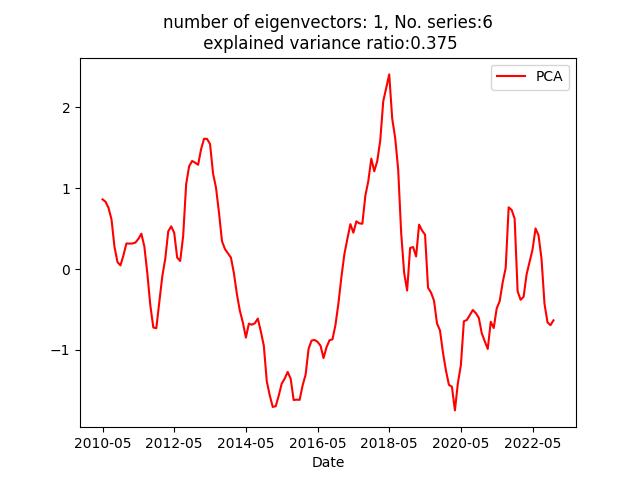 number of eigenvectors: 1, No. series:6
explained variance ratio:0.375
PCA
2
1
0
−1
2010-05 2012-05 2014-05 2016-05 2018-05 2020-05 2022-05
Date